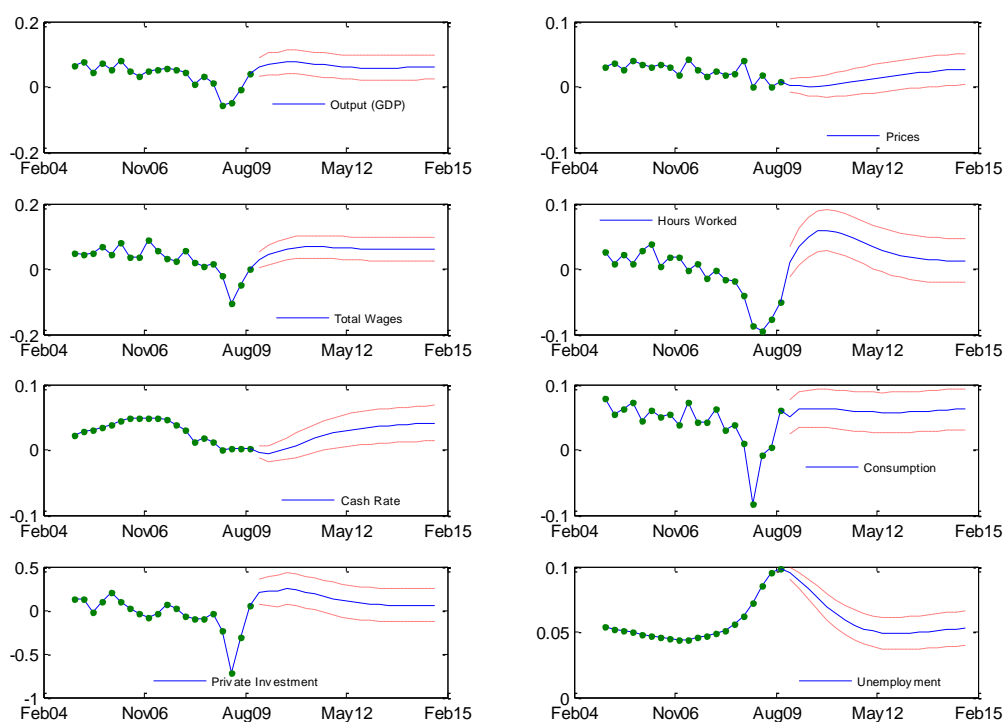 0.2
0
-0.2
Feb04 Nov06 Aug09 May12 Feb15
Output (GDP)
0.1
0
-0.1
Feb04 Nov06 Aug09 May12 Feb15
Prices
0.2
0
-0.2
Feb04 Nov06 Aug09 May12 Feb15
Total Wages
0.1
0
-0.1
Feb04 Nov06 Aug09 May12 Feb15
Hours Worked
0.1
0
-0.1
Feb04 Nov06 Aug09 May12 Feb15
Cash Rate
0.1
0
-0.1
Feb04 Nov06 Aug09 May12 Feb15
Consumption
0.5
0
-0.5
-1
Feb04 Nov06 Aug09 May12 Feb15
Private Investment
0.1
0.05
0
Feb04 Nov06 Aug09 May12 Feb15
Unemployment